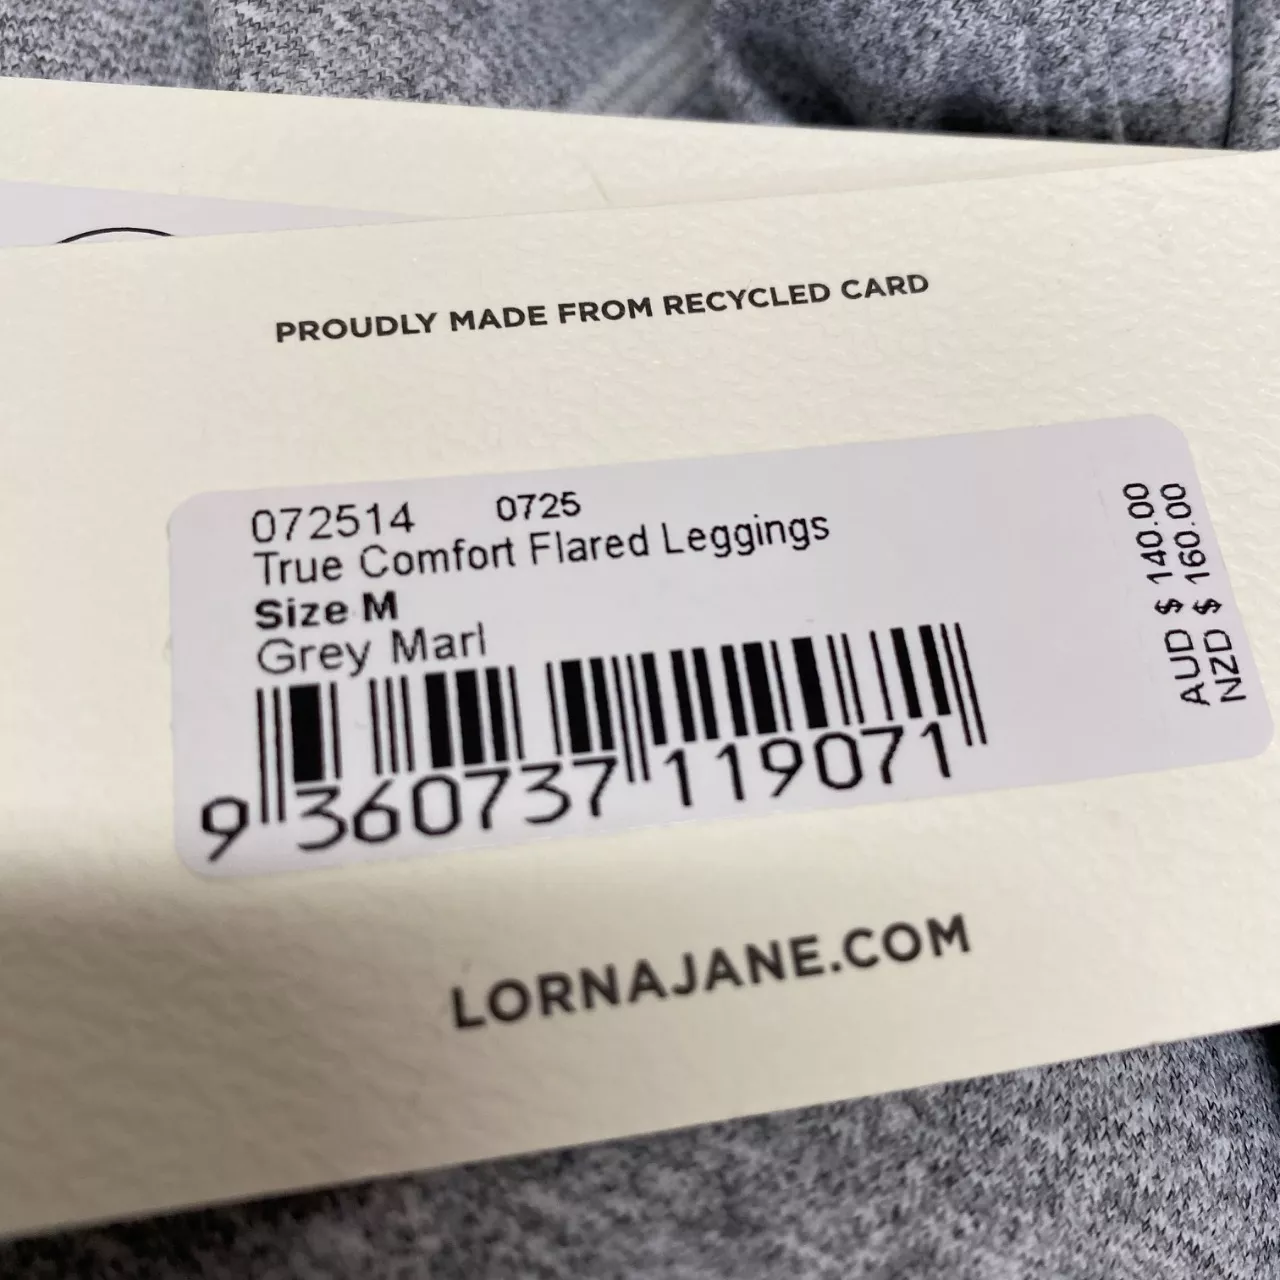 PROUDLY MADE FROM RECYCLED CARD
072514 0725
True Comfort Flared Leggings
Size M
Grey Marl
9 360737 119071
AUD $ 140.00
NZD $ 160.00
LORNAJANE.COM